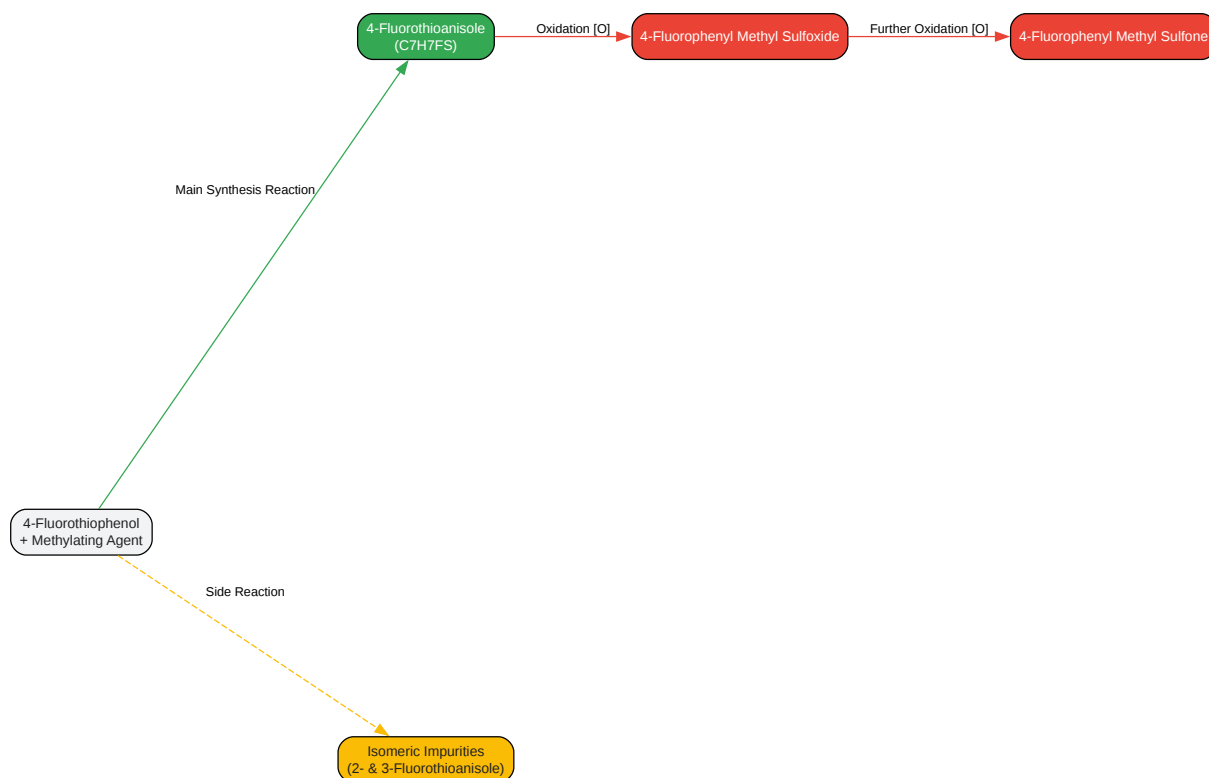 4-Fluorothioanisole
(C7H7FS)
Oxidation [O]
4-Fluorophenyl Methyl Sulfoxide
Further Oxidation [O]
4-Fluorophenyl Methyl Sulfone
Main Synthesis Reaction
4-Fluorothiophenol
+ Methylating Agent
Side Reaction
Isomeric Impurities
(2- & 3-Fluorothioanisole)